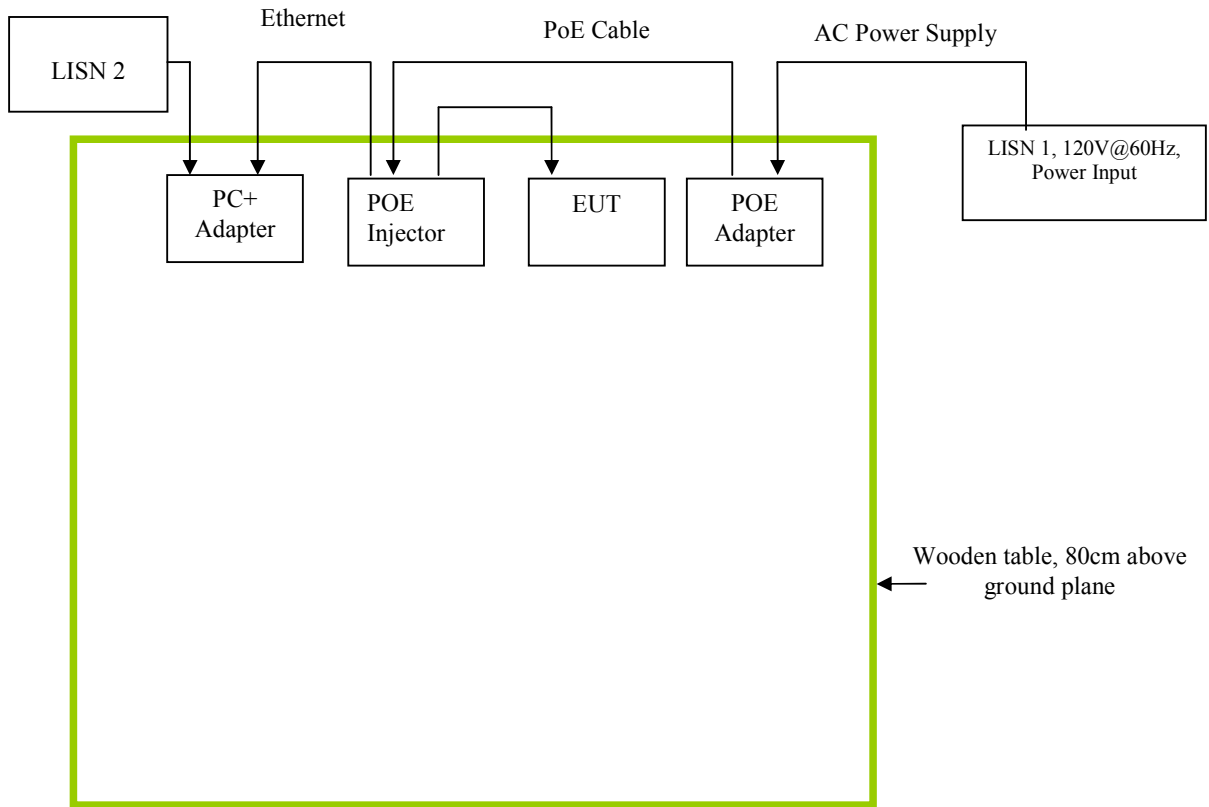 Ethernet
PoE Cable
AC Power Supply
LISN 2
LISN 1, 120V@60Hz,
Power Input
PC+
Adapter
POE
Injector
EUT
POE
Adapter
Wooden table, 80cm above
ground plane